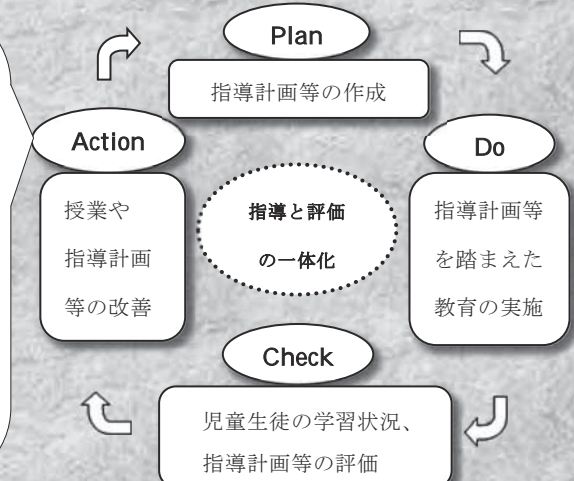 Plan
指導計画等の作成
Action
授業や
指導計画
等の改善
指導と評価
の一体化
Do
指導計画等
を踏まえた
教育の実施
Check
児童生徒の学習状況、
指導計画等の評価